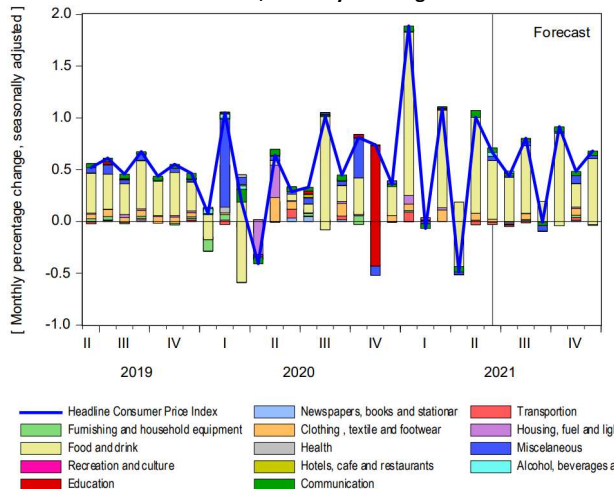 [ Monthly percentage change, seasonally adjusted ]
2.0
1.5
1.0
0.5
0.0
-0.5
-1.0
Forecast
II III IV I II III IV I II III IV
2019 2020 2021
Headline Consumer Price Index Newspapers, books and stationar Transportion
Furnishing and household equipment Clothing , textile and footwear Housing, fuel and lig
Food and drink Health Miscelaneous
Recreation and culture Hotels, cafe and restaurants Alcohol, beverages a
Education Communication